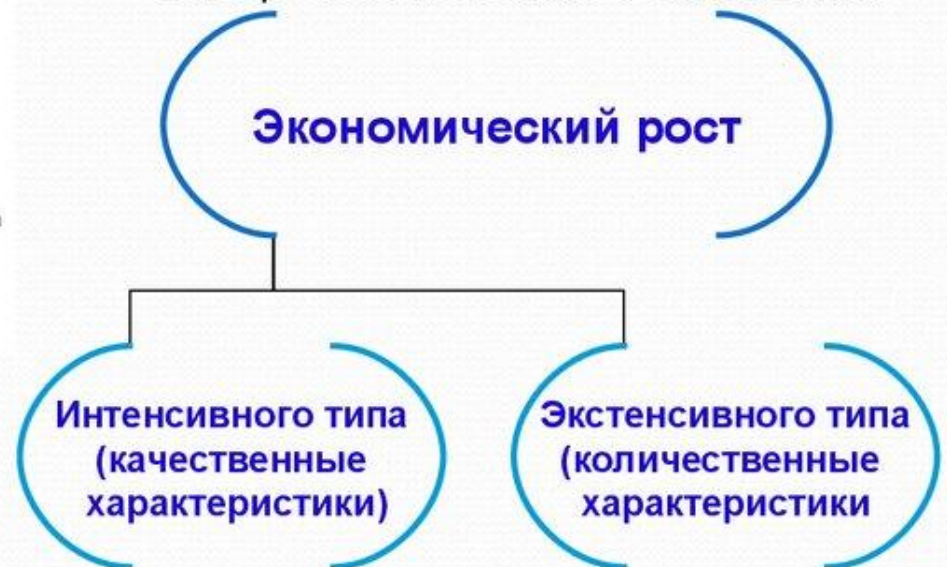 Экономический рост
Интенсивного типа
(качественные
характеристики)
Экстенсивного типа
(количественные
характеристики